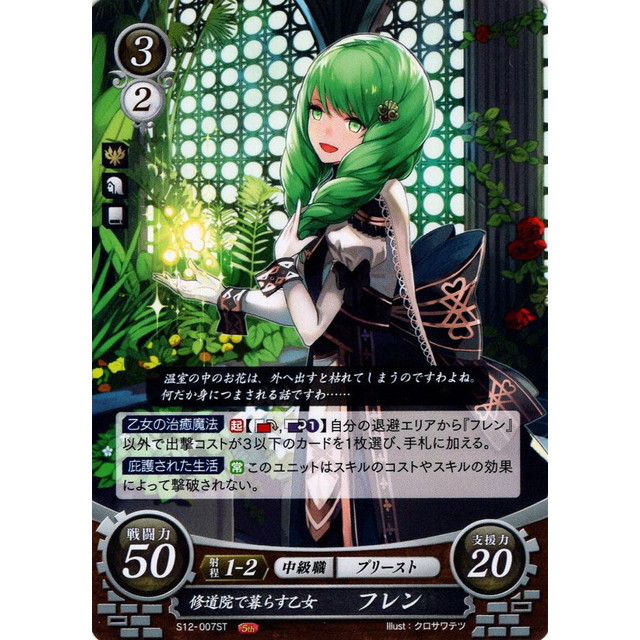 3
2
温室の中のお花は、外へ出すと枯れてしまうのですわよね。
何だか身につまされる話ですわ……
乙女の治癒魔法 起【 , ❶】自分の退避エリアから『フレン』
以外で出撃コストが3以下のカードを1枚選び、手札に加える。
庇護された生活 常 このユニットはスキルのコストやスキルの効果
によって撃破されない。
戦闘力 50
射程 1-2 中級職 プリースト
支援力 20
修道院で暮らす乙女 フレン
S12-007ST 5th Illust:クロサワテツ